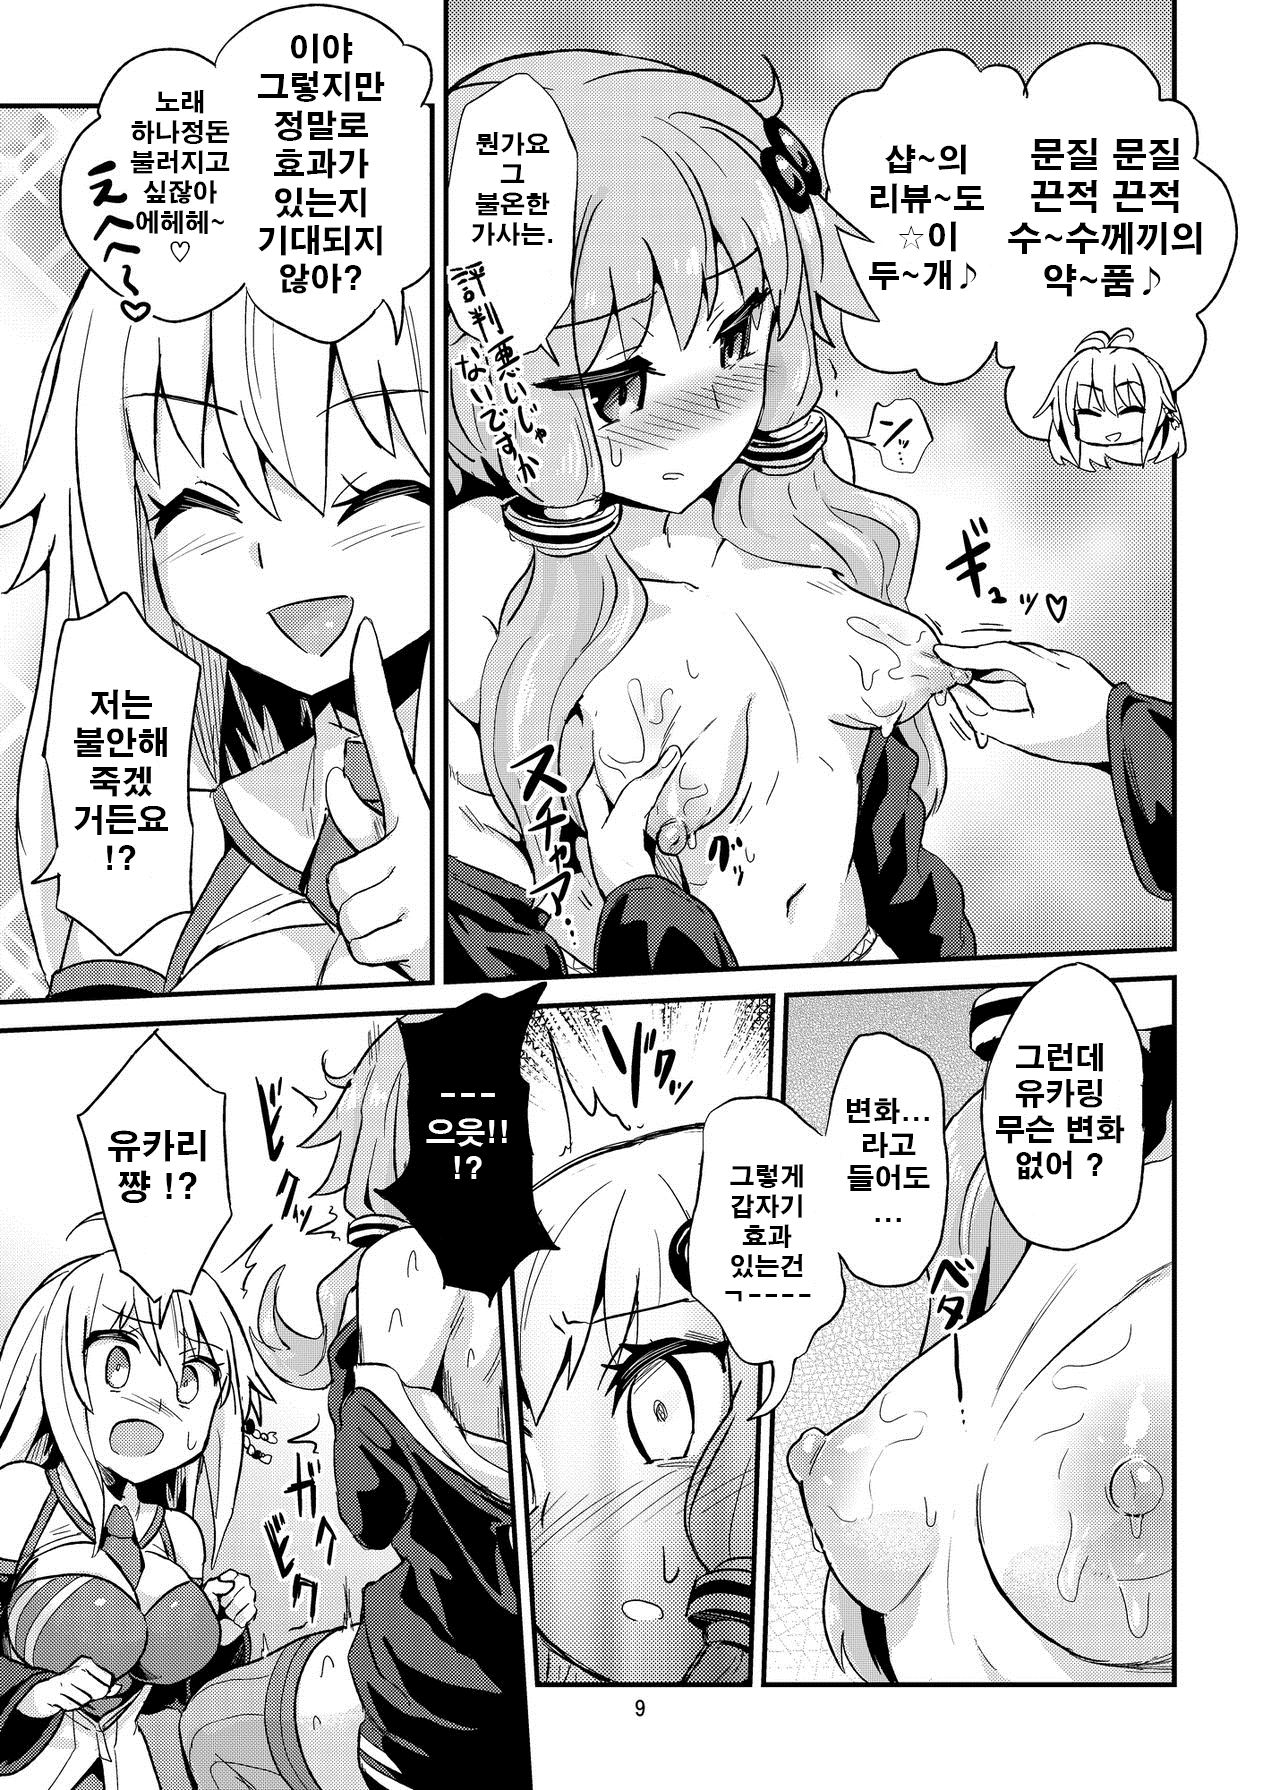 문질 문질
끈적 끈적
수~수께끼의
약~품♪
샵~의
리뷰~도
☆이
두~개♪
뭔가요
그
불온한
가사는.
評判悪いじゃ
ないですか
ンッ…
ギュッ♡
グッ
スチャァ…
이야
그렇지만
정말로
효과가
있는지
기대되지
않아?
노래
하나정돈
불러지고
싶잖아
에헤헤~
♡
えへへ〜♡
저는
불안해
죽겠
거든요
!?
그런데
유카링
무슨 변화
없어 ?
변화...
라고
들어도
...
ベタ…
그렇게
갑자기
효과
있는건
ㄱ----
---
으읏!!
!?
유카리
쨩 !?
ガクッ
ビクッ
9